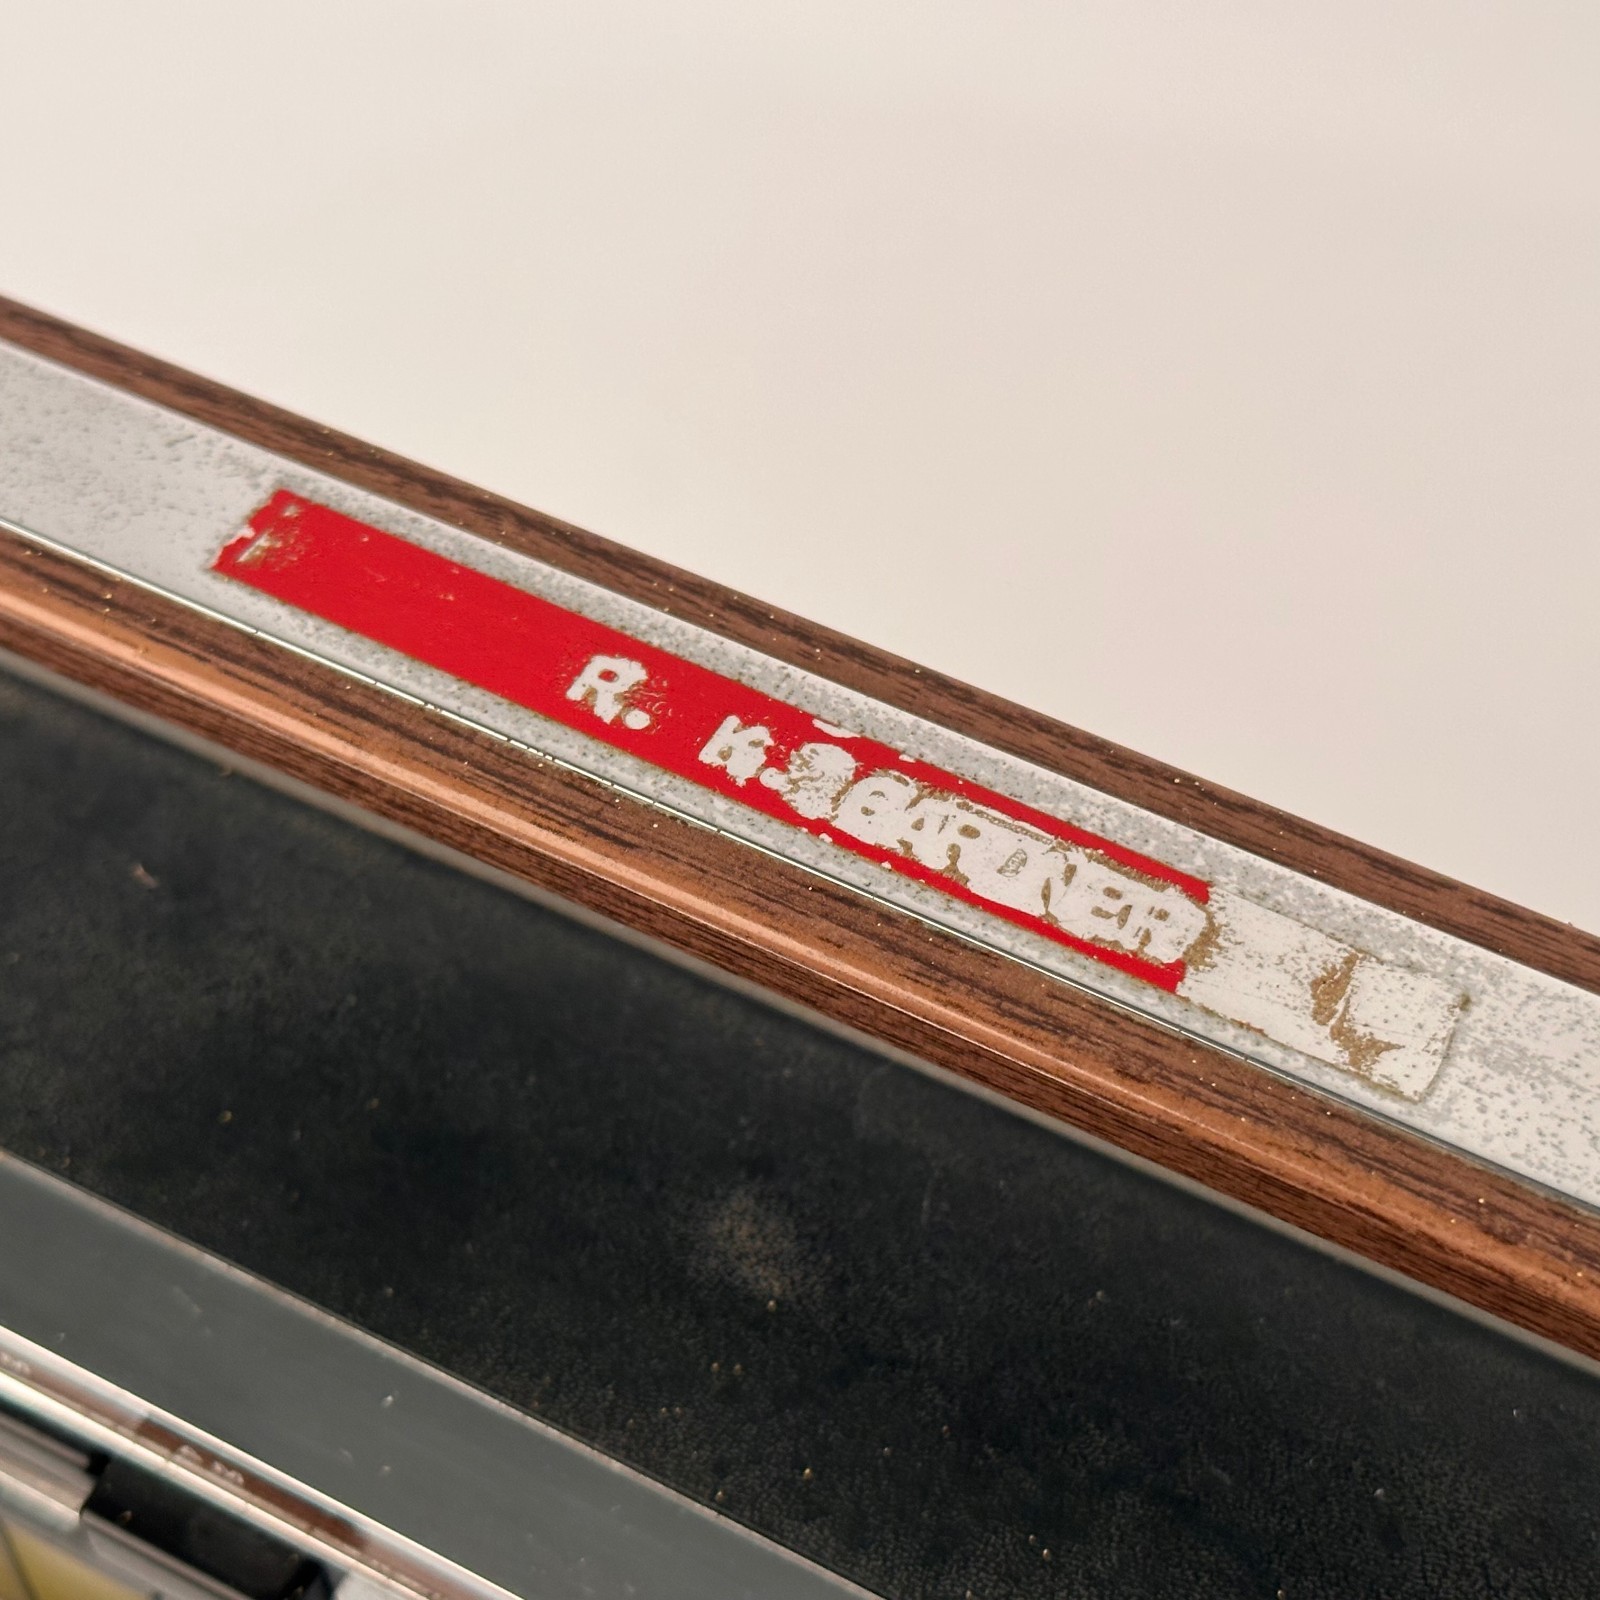 R. K. GARDNER